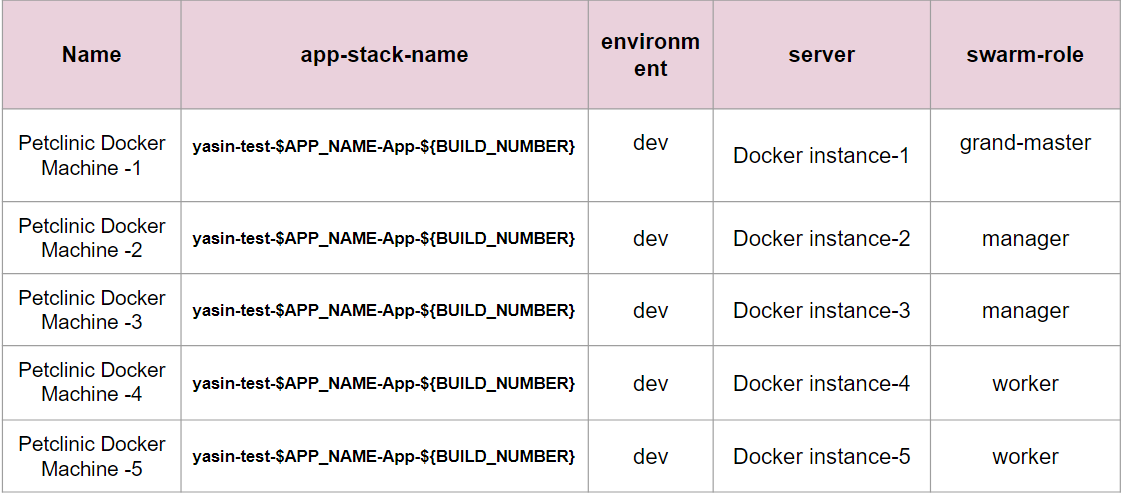 Name
app-stack-name
environm
ent
server
swarm-role
Petclinic Docker
Machine -1
yasin-test-$APP_NAME-App-${BUILD_NUMBER}
dev
Docker instance-1
grand-master
Petclinic Docker
Machine -2
yasin-test-$APP_NAME-App-${BUILD_NUMBER}
dev
Docker instance-2
manager
Petclinic Docker
Machine -3
yasin-test-$APP_NAME-App-${BUILD_NUMBER}
dev
Docker instance-3
manager
Petclinic Docker
Machine -4
yasin-test-$APP_NAME-App-${BUILD_NUMBER}
dev
Docker instance-4
worker
Petclinic Docker
Machine -5
yasin-test-$APP_NAME-App-${BUILD_NUMBER}
dev
Docker instance-5
worker